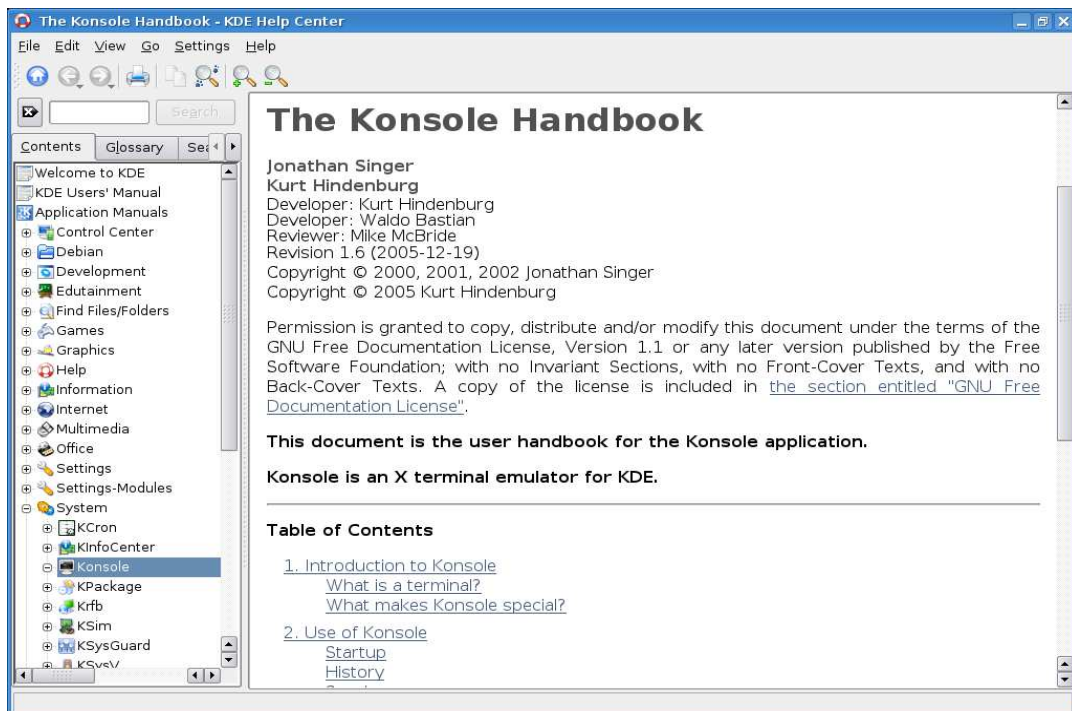 The Konsole Handbook - KDE Help Center
File Edit View Go Settings Help
Search
Contents Glossary
Welcome to KDE
KDE Users' Manual
Application Manuals
Control Center
Debian
Development
Edutainment
Find Files/Folders
Games
Graphics
Help
Information
Internet
Multimedia
Office
Settings
Settings-Modules
System
KCron
KInfoCenter
Konsole
KPackage
Krfb
KSim
KSysGuard
KSysV
The Konsole Handbook
Jonathan Singer
Kurt Hindenburg
Developer: Kurt Hindenburg
Developer: Waldo Bastian
Reviewer: Mike McBride
Revision 1.6 (2005-12-19)
Copyright © 2000, 2001, 2002 Jonathan Singer
Copyright © 2005 Kurt Hindenburg
Permission is granted to copy, distribute and/or modify this document under the terms of the
GNU Free Documentation License, Version 1.1 or any later version published by the Free
Software Foundation; with no Invariant Sections, with no Front-Cover Texts, and with no
Back-Cover Texts. A copy of the license is included in the section entitled "GNU Free
Documentation License".
This document is the user handbook for the Konsole application.
Konsole is an X terminal emulator for KDE.
Table of Contents
1. Introduction to Konsole
What is a terminal?
What makes Konsole special?
2. Use of Konsole
Startup
History